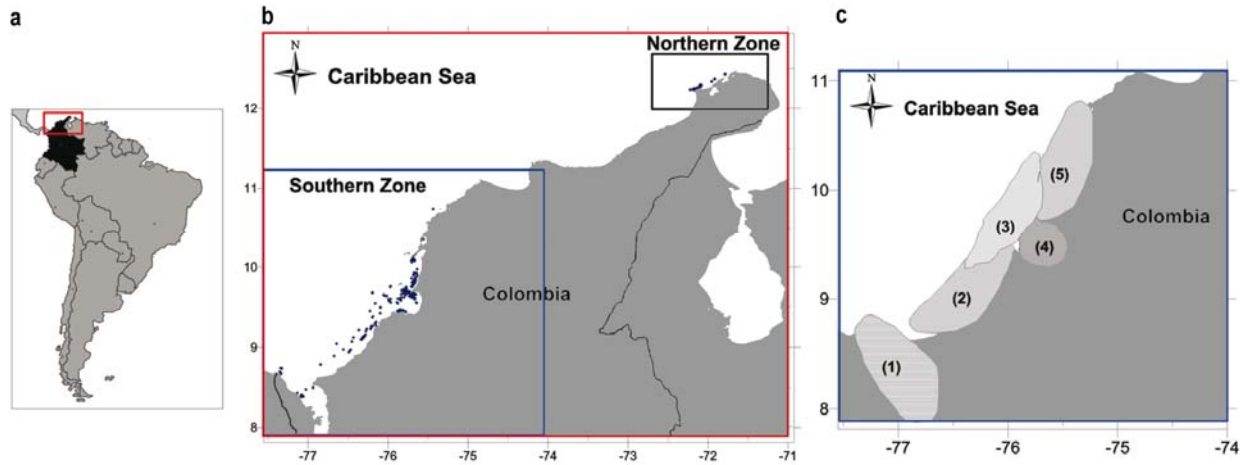 a
b
N
Caribbean Sea
Northern Zone
Southern Zone
Colombia
12
11
10
9
8
-77 -76 -75 -74 -73 -72 -71
c
N
Caribbean Sea
Colombia
(5)
(3)
(4)
(2)
(1)
11
10
9
8
-77 -76 -75 -74